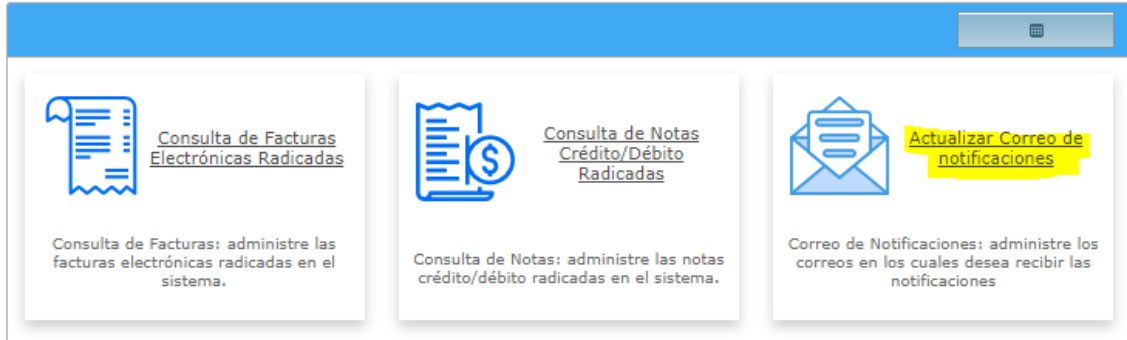 Consulta de Facturas
Electrónicas Radicadas
Consulta de Facturas: administre las
facturas electrónicas radicadas en el
sistema.
Consulta de Notas
Crédito/Débito
Radicadas
Consulta de Notas: administre las notas
crédito/débito radicadas en el sistema.
Actualizar Correo de
notificaciones
Correo de Notificaciones: administre los
correos en los cuales desea recibir las
notificaciones